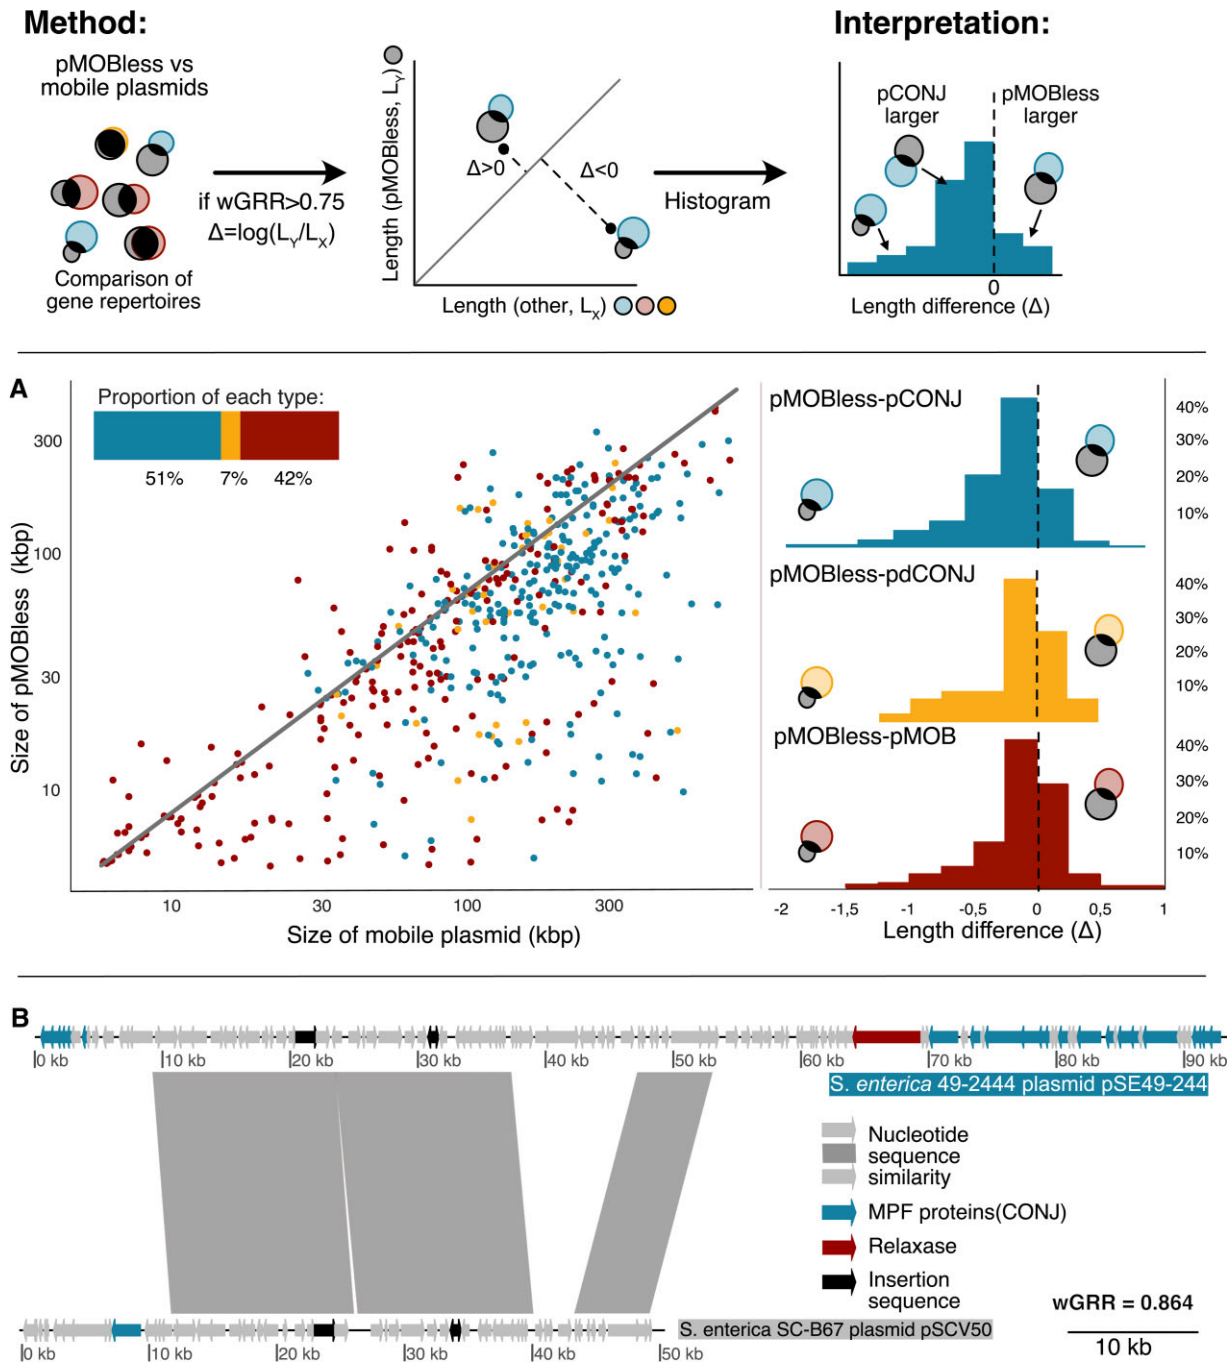 Method:
pMOBless vs
mobile plasmids
if wGRR>0.75
Δ=log(LY/LX)
Comparison of
gene repertoires
Length (pMOBless, LY)
Δ>0
Δ<0
Length (other, LX)
Histogram
Interpretation:
pCONJ
larger
pMOBless
larger
0
Length difference (Δ)
A
Proportion of each type:
51%
7%
42%
Size of pMOBless (kbp)
300
100
30
10
10
30
100
300
Size of mobile plasmid (kbp)
pMOBless-pCONJ
40%
30%
20%
10%
pMOBless-pdCONJ
40%
30%
20%
10%
pMOBless-pMOB
40%
30%
20%
10%
-2
-1,5
-1
-0,5
0
0,5
1
Length difference (Δ)
B
0 kb
10 kb
20 kb
30 kb
40 kb
50 kb
60 kb
70 kb
80 kb
90 kb
S. enterica 49-2444 plasmid pSE49-244
Nucleotide
sequence
similarity
MPF proteins(CONJ)
Relaxase
Insertion
sequence
wGRR = 0.864
10 kb
S. enterica SC-B67 plasmid pSCV50
0 kb
10 kb
20 kb
30 kb
40 kb
50 kb